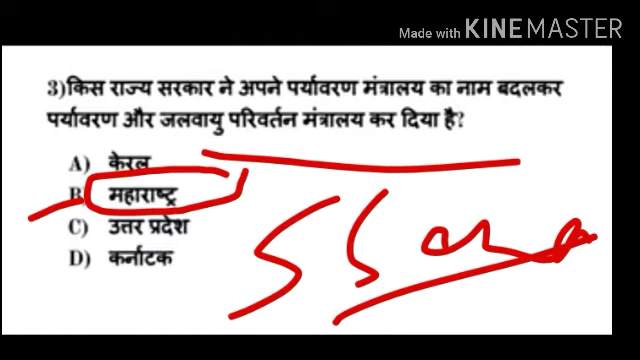 Made with KINEMASTER
3)किस राज्य सरकार ने अपने पर्यावरण मंत्रालय का नाम बदलकर
पर्यावरण और जलवायु परिवर्तन मंत्रालय कर दिया है?
A) केरल
B) महाराष्ट्र
C) उत्तर प्रदेश
D) कर्नाटक